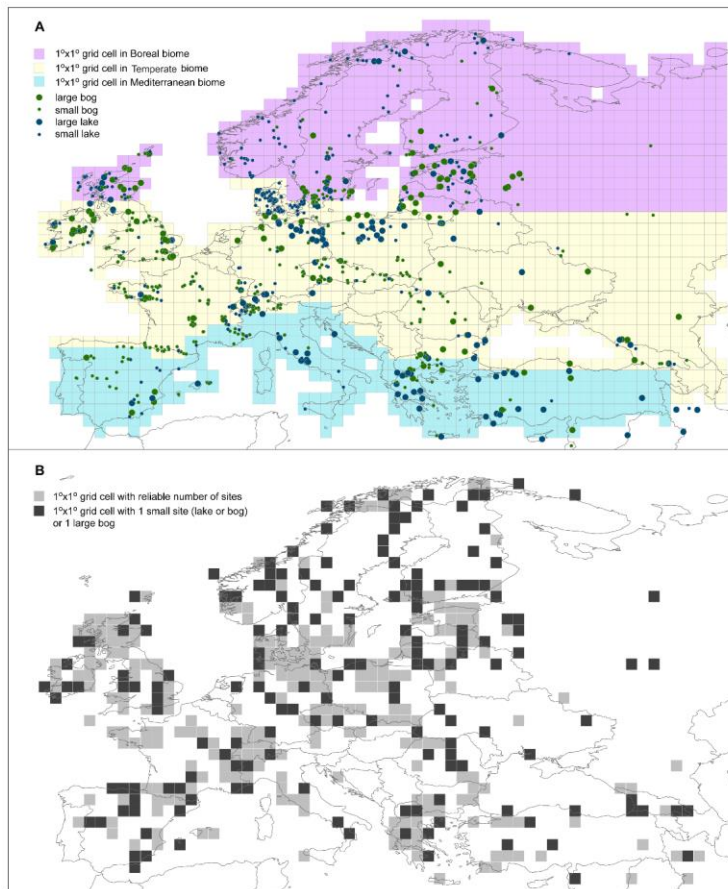 A
1°x1° grid cell in Boreal biome
1°x1° grid cell in Temperate biome
1°x1° grid cell in Mediterranean biome
large bog
small bog
large lake
small lake
B
1°x1° grid cell with reliable number of sites
1°x1° grid cell with 1 small site (lake or bog)
or 1 large bog